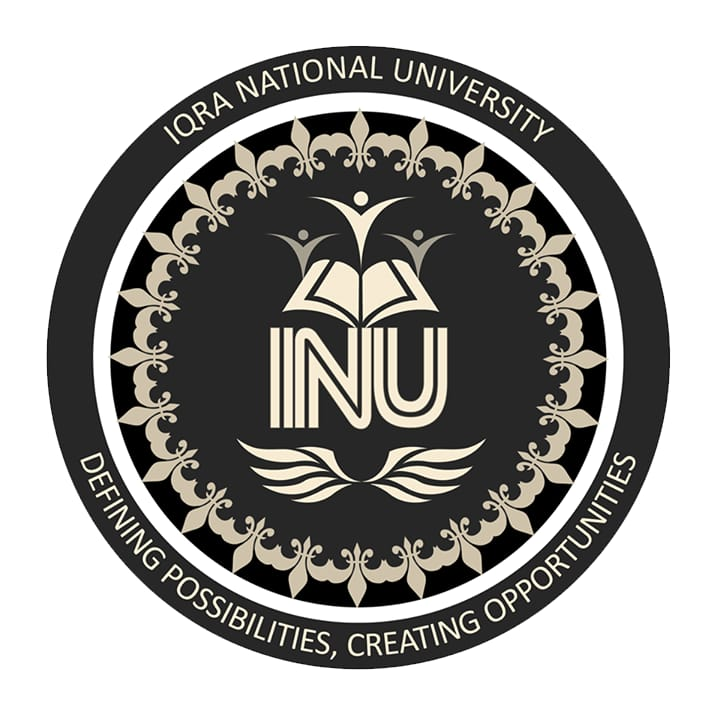 IQRA NATIONAL UNIVERSITY
INU
DEFINING POSSIBILITIES, CREATING OPPORTUNITIES